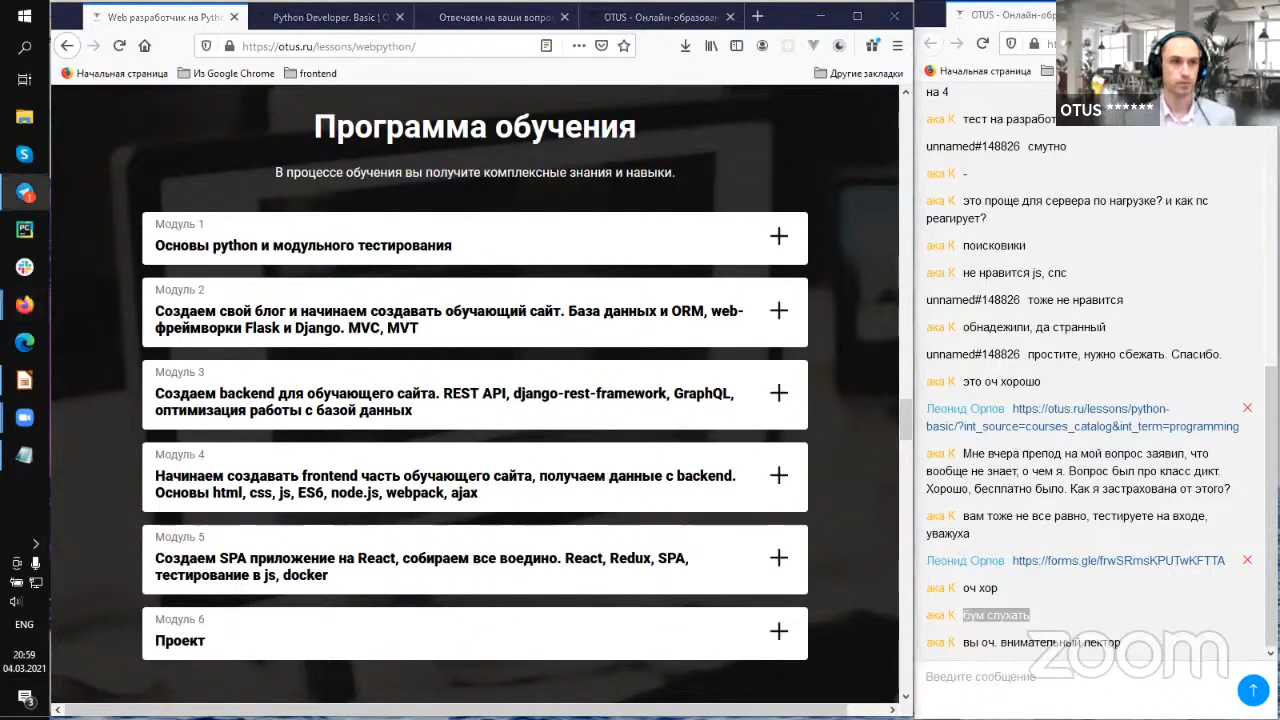 Web разработчик на Pytho
Python Developer. Basic | О
Отвечаем на ваши вопро
OTUS - Онлайн-образован
OTUS - Онлайн-образ
https://otus.ru/lessons/webpython/
Начальная страница
Из Google Chrome
frontend
Другие закладки
Начальная страница
Программа обучения
В процессе обучения вы получите комплексные знания и навыки.
Модуль 1
Основы python и модульного тестирования
Модуль 2
Создаем свой блог и начинаем создавать обучающий сайт. База данных и ORM, web-
фреймворки Flask и Django. MVC, MVT
Модуль 3
Создаем backend для обучающего сайта. REST API, django-rest-framework, GraphQL,
оптимизация работы с базой данных
Модуль 4
Начинаем создавать frontend часть обучающего сайта, получаем данные с backend.
Основы html, css, js, ES6, node.js, webpack, ajax
Модуль 5
Создаем SPA приложение на React, собираем все воедино. React, Redux, SPA,
тестирование в js, docker
Модуль 6
Проект
OTUS ******
на 4
ака К тест на разработ
unnamed#148826 смутно
ака К -
ака К это проще для сервера по нагрузке? и как пс
реагирует?
ака К поисковики
ака К не нравится js, спс
unnamed#148826 тоже не нравится
ака К обнадежили, да странный
unnamed#148826 простите, нужно сбежать. Спасибо.
ака К это оч хорошо
Леонид Орлов https://otus.ru/lessons/python-
basic/?int_source=courses_catalog&int_term=programming
ака К Мне вчера препод на мой вопрос заявил, что
вообще не знает, о чем я. Вопрос был про класс дикт.
Хорошо, бесплатно было. Как я застрахована от этого?
ака К вам тоже не все равно, тестируете на входе,
уважуха
Леонид Орлов https://forms.gle/frwSRmsKPUTwKFTTA
ака К оч хор
ака К бум слухать
ака К вы оч. внимательный лектор
zoom
Введите сообщение
ENG
20:59
04.03.2021